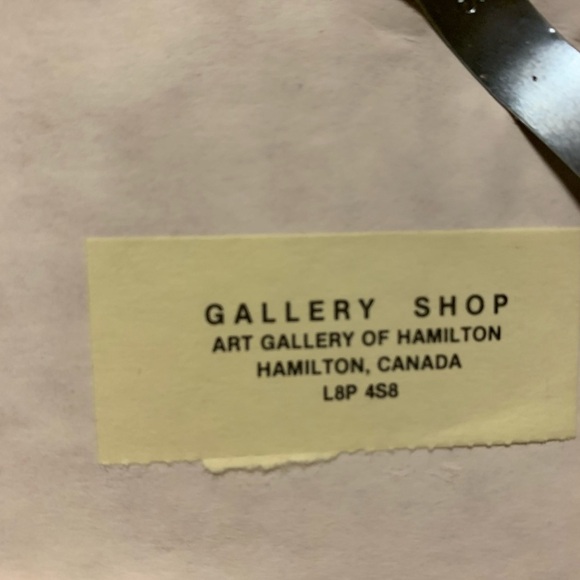 GALLERY SHOP
ART GALLERY OF HAMILTON
HAMILTON, CANADA
L8P 4S8